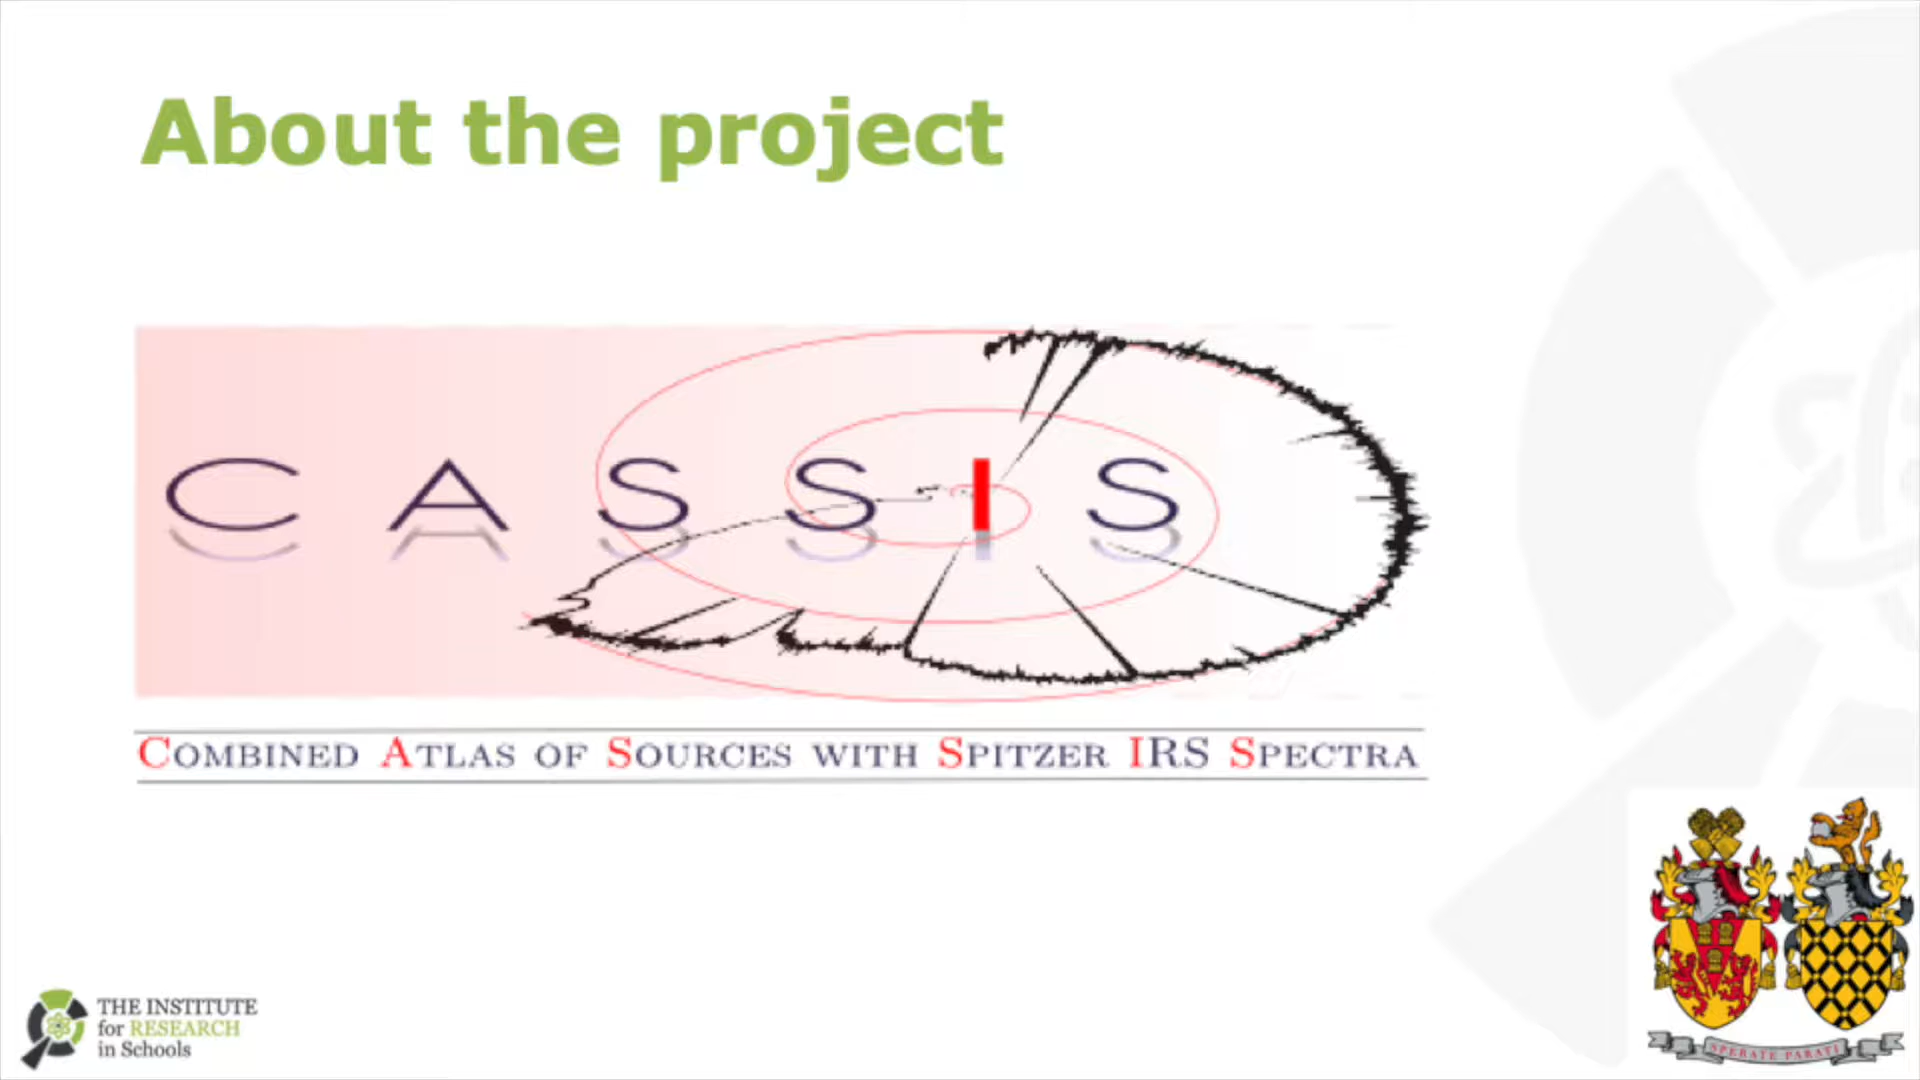 About the project
CASSIS
COMBINED ATLAS OF SOURCES WITH SPITZER IRS SPECTRA
THE INSTITUTE
for RESEARCH
in Schools
SPERATE PARATI